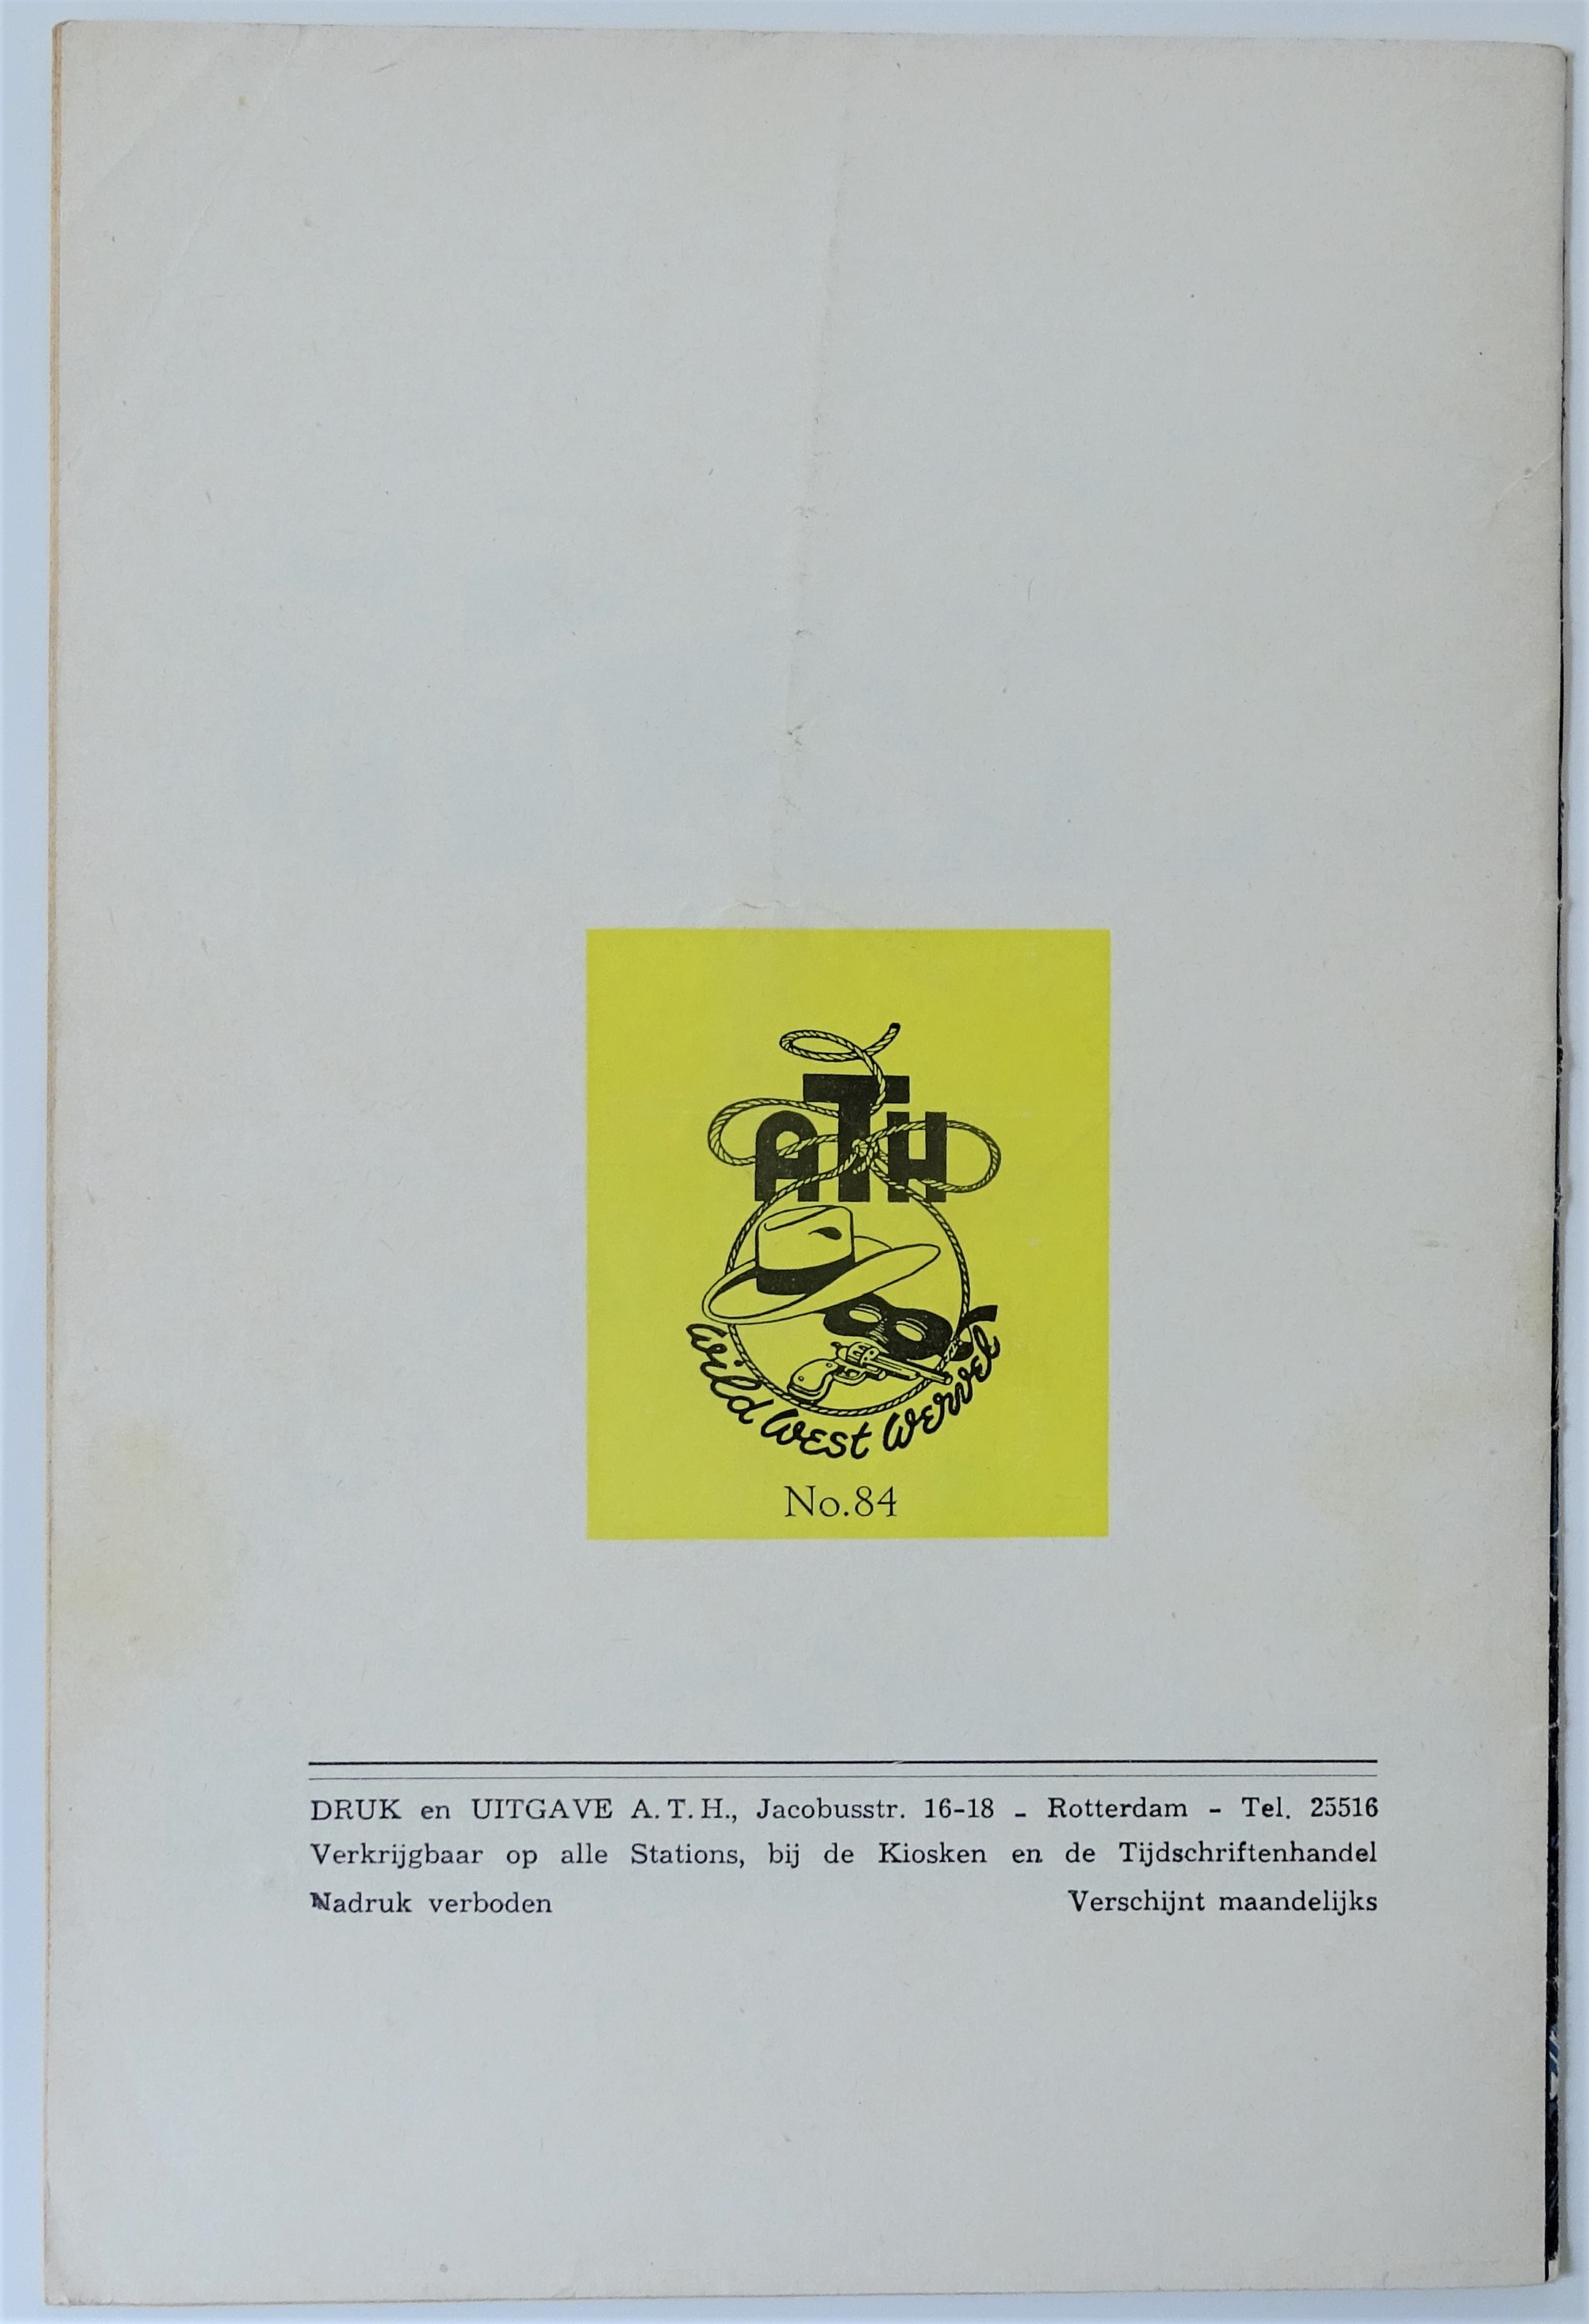 ATH
Wild West Wervel
No.84
DRUK en UITGAVE A.T.H., Jacobusstr. 16-18 - Rotterdam - Tel. 25516
Verkrijgbaar op alle Stations, bij de Kiosken en de Tijdschriftenhandel
Nadruk verboden Verschijnt maandelijks